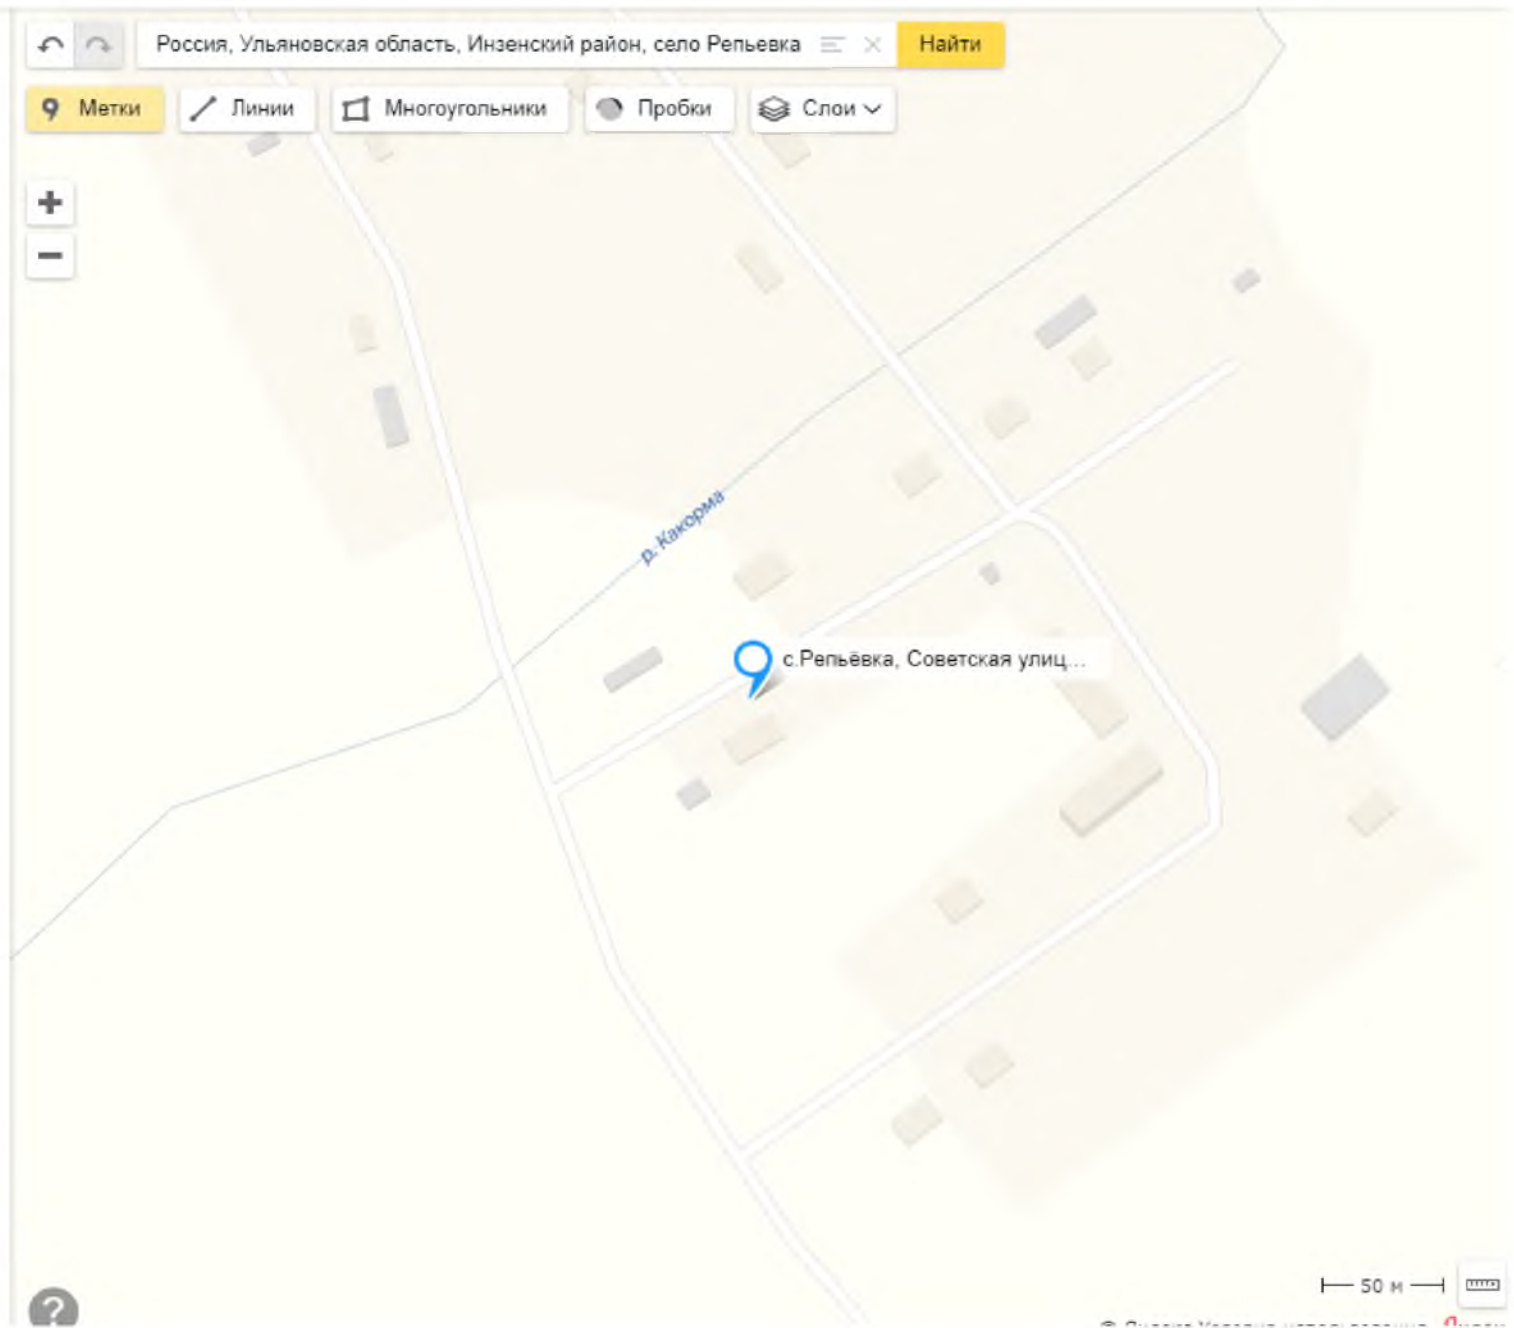 Россия, Ульяновская область, Инзенский район, село Репьевка
Найти
Метки
Линии
Многоугольники
Пробки
Слои
р. Какорма
с.Репьёвка, Советская улиц...
50 м
?